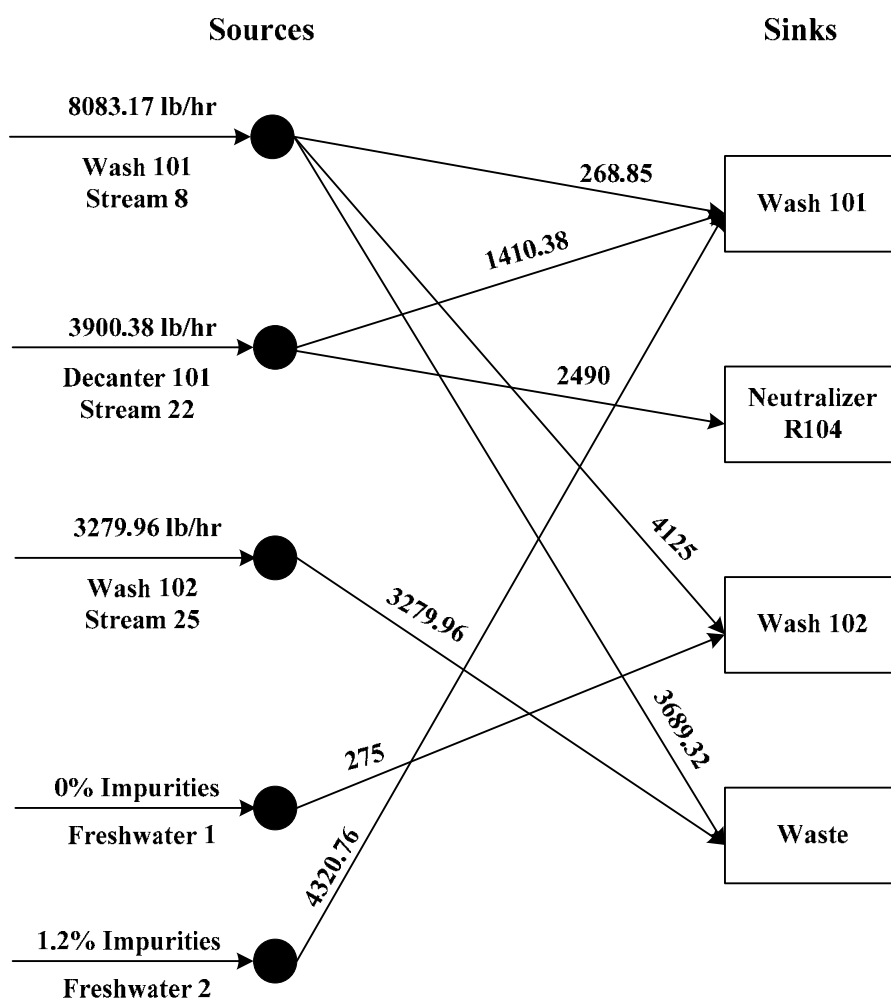 Sources
Sinks
8083.17 lb/hr
Wash 101
Stream 8
268.85
Wash 101
1410.38
3900.38 lb/hr
Decanter 101
Stream 22
2490
Neutralizer
R104
3279.96 lb/hr
Wash 102
Stream 25
4125
3279.96
Wash 102
3689.32
275
0% Impurities
Freshwater 1
Waste
4320.76
1.2% Impurities
Freshwater 2